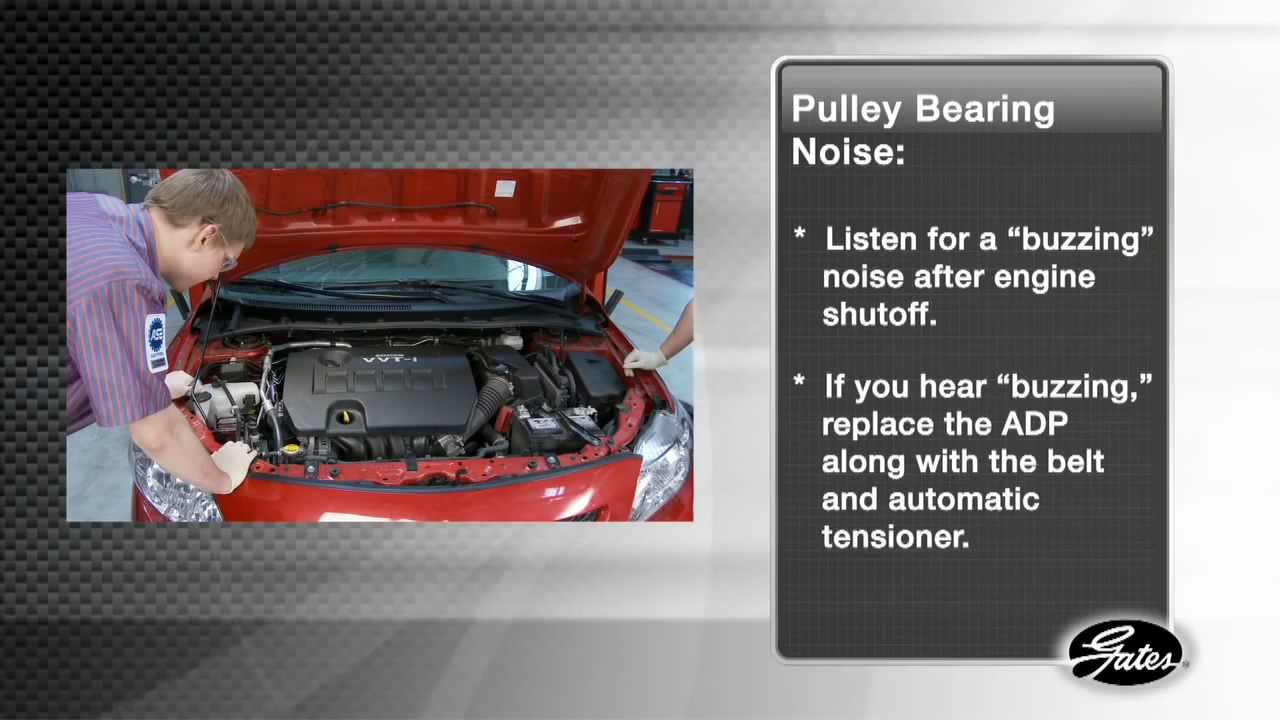 Pulley Bearing
Noise:
* Listen for a “buzzing”
noise after engine
shutoff.
* If you hear “buzzing,”
replace the ADP
along with the belt
and automatic
tensioner.
Gates
VVT-i
ASE